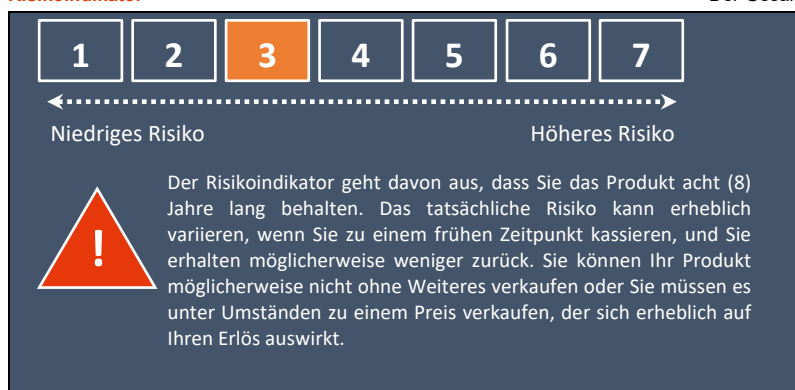 1 2 3 4 5 6 7
Niedriges Risiko Höheres Risiko
Der Risikoindikator geht davon aus, dass Sie das Produkt acht (8)
Jahre lang behalten. Das tatsächliche Risiko kann erheblich
variieren, wenn Sie zu einem frühen Zeitpunkt kassieren, und Sie
erhalten möglicherweise weniger zurück. Sie können Ihr Produkt
möglicherweise nicht ohne Weiteres verkaufen oder Sie müssen es
unter Umständen zu einem Preis verkaufen, der sich erheblich auf
Ihren Erlös auswirkt.
!